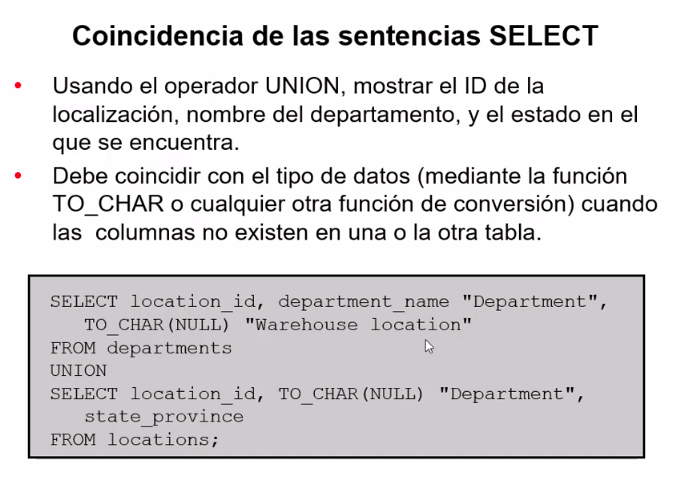 Coincidencia de las sentencias SELECT
• Usando el operador UNION, mostrar el ID de la
localización, nombre del departamento, y el estado en el
que se encuentra.
• Debe coincidir con el tipo de datos (mediante la función
TO_CHAR o cualquier otra función de conversión) cuando
las columnas no existen en una o la otra tabla.
SELECT location_id, department_name "Department",
TO_CHAR(NULL) "Warehouse location"
FROM departments
UNION
SELECT location_id, TO_CHAR(NULL) "Department",
state_province
FROM locations;